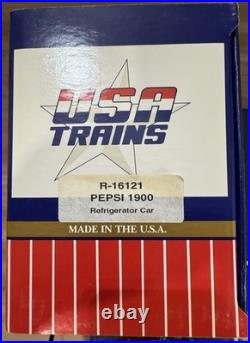 USA
TRAINS
R-16121
PEPSI 1900
Refrigerator Car
MADE IN THE U.S.A.